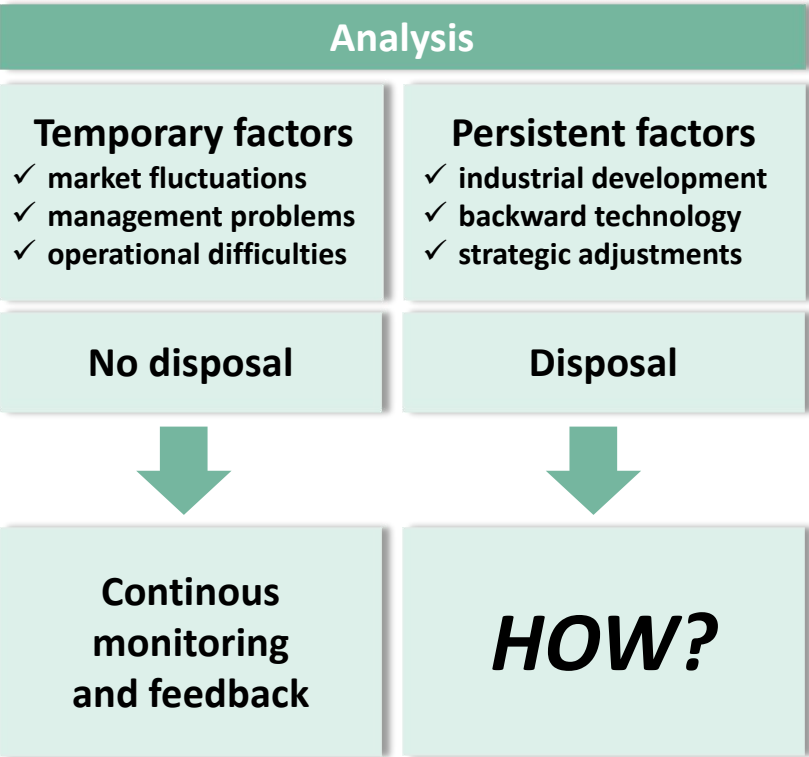 Analysis
Temporary factors
✓ market fluctuations
✓ management problems
✓ operational difficulties
Persistent factors
✓ industrial development
✓ backward technology
✓ strategic adjustments
No disposal
Disposal
Continous
monitoring
and feedback
HOW?